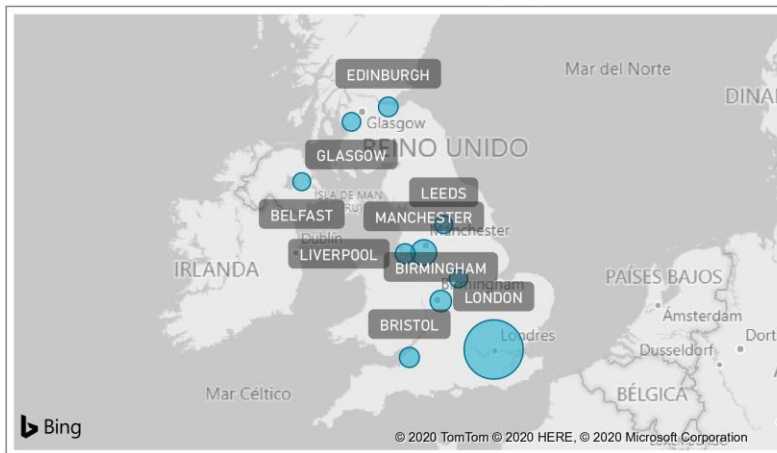 EDINBURGH
Mar del Norte
DINA
Glasgow
REINO UNIDO
GLASGOW
ISLA DE MAN
LEEDS
BELFAST
MANCHESTER
Dublín
Manchester
LIVERPOOL
IRLANDA
BIRMINGHAM
PAÍSES BAJOS
Birmingham
LONDON
Ámsterdam
BRISTOL
Londres
Dusseldorf
Dort
Mar Céltico
BÉLGICA
Bing
© 2020 TomTom © 2020 HERE, © 2020 Microsoft Corporation